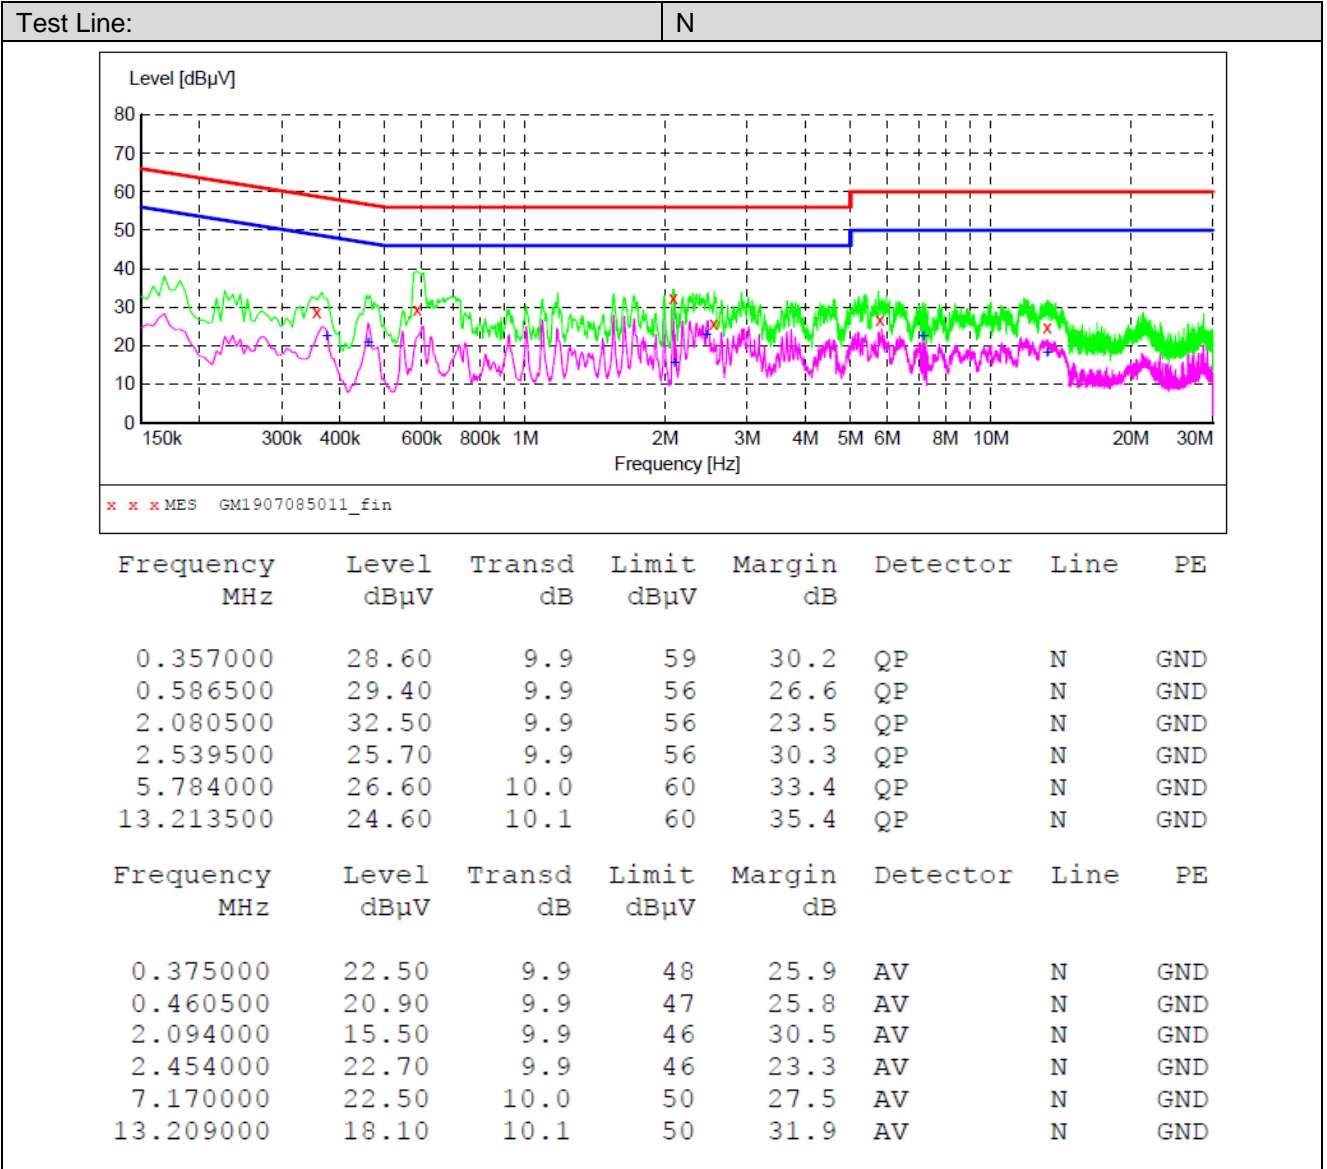 Test Line: N
Level [dBµV]
80
70
60
50
40
30
20
10
0
150k 300k 400k 600k 800k 1M 2M 3M 4M 5M 6M 8M 10M 20M 30M
Frequency [Hz]
x x x MES GM1907085011_fin
Frequency Level Transd Limit Margin Detector Line PE
MHz dBµV dB dBµV dB
0.357000 28.60 9.9 59 30.2 QP N GND
0.586500 29.40 9.9 56 26.6 QP N GND
2.080500 32.50 9.9 56 23.5 QP N GND
2.539500 25.70 9.9 56 30.3 QP N GND
5.784000 26.60 10.0 60 33.4 QP N GND
13.213500 24.60 10.1 60 35.4 QP N GND
Frequency Level Transd Limit Margin Detector Line PE
MHz dBµV dB dBµV dB
0.375000 22.50 9.9 48 25.9 AV N GND
0.460500 20.90 9.9 47 25.8 AV N GND
2.094000 15.50 9.9 46 30.5 AV N GND
2.454000 22.70 9.9 46 23.3 AV N GND
7.170000 22.50 10.0 50 27.5 AV N GND
13.209000 18.10 10.1 50 31.9 AV N GND